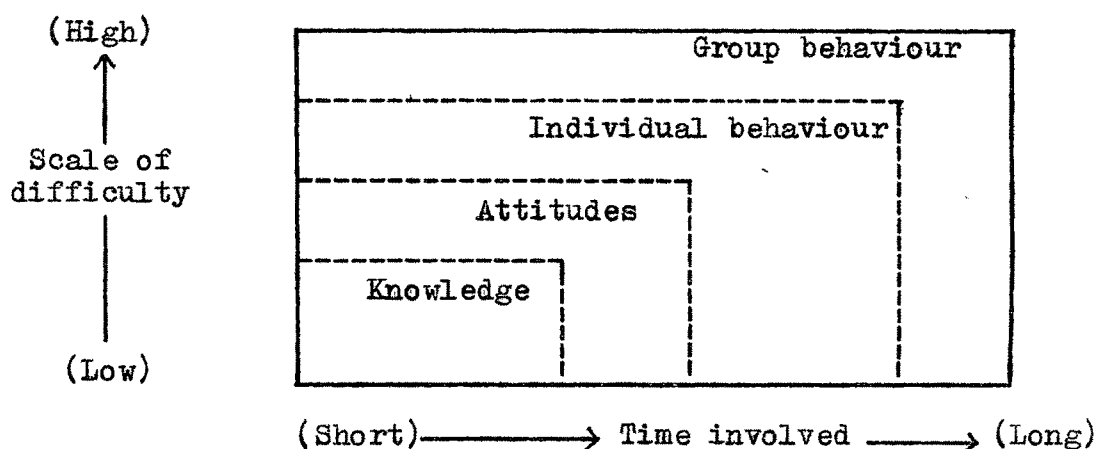 (High)
Group behaviour
Individual behaviour
Scale of
difficulty
Attitudes
Knowledge
(Low)
(Short) Time involved (Long)